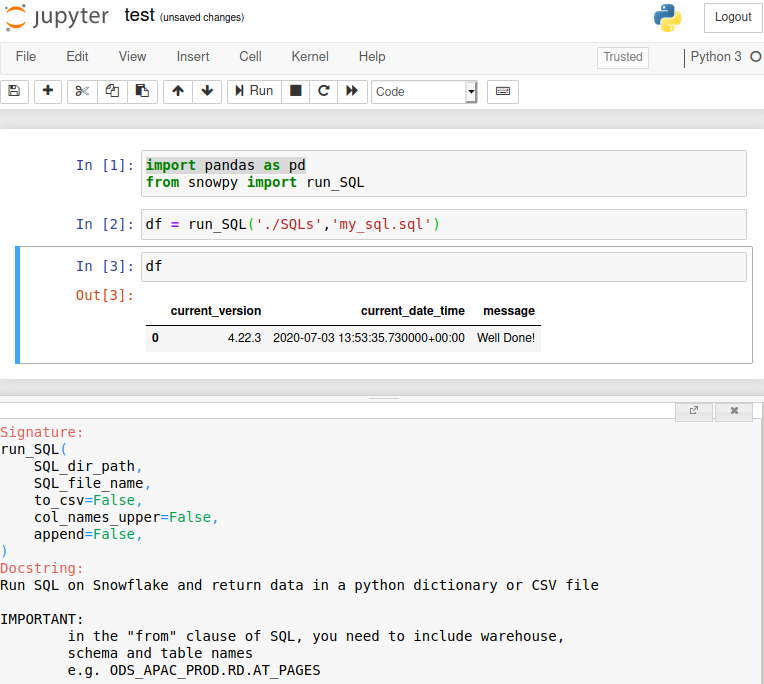 jupyter test (unsaved changes)
Logout
File Edit View Insert Cell Kernel Help
Trusted
Python 3
Run
Code
In [1]: import pandas as pd
from snowpy import run_SQL
In [2]: df = run_SQL('./SQLs','my_sql.sql')
In [3]: df
Out[3]:
current_version current_date_time message
0 4.22.3 2020-07-03 13:53:35.730000+00:00 Well Done!
Signature:
run_SQL(
    SQL_dir_path,
    SQL_file_name,
    to_csv=False,
    col_names_upper=False,
    append=False,
)
Docstring:
Run SQL on Snowflake and return data in a python dictionary or CSV file
IMPORTANT:
        in the "from" clause of SQL, you need to include warehouse,
        schema and table names
        e.g. ODS_APAC_PROD.RD.AT_PAGES